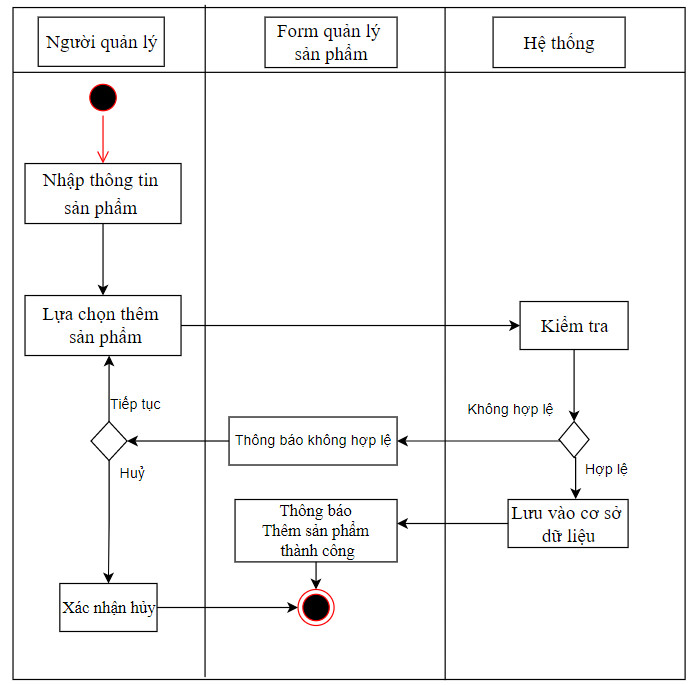 Người quản lý
Form quản lý
sản phẩm
Hệ thống
Nhập thông tin
sản phẩm
Lựa chọn thêm
sản phẩm
Kiểm tra
Tiếp tục
Không hợp lệ
Thông báo không hợp lệ
Huỷ
Hợp lệ
Thông báo
Thêm sản phẩm
thành công
Lưu vào cơ sở
dữ liệu
Xác nhận hủy